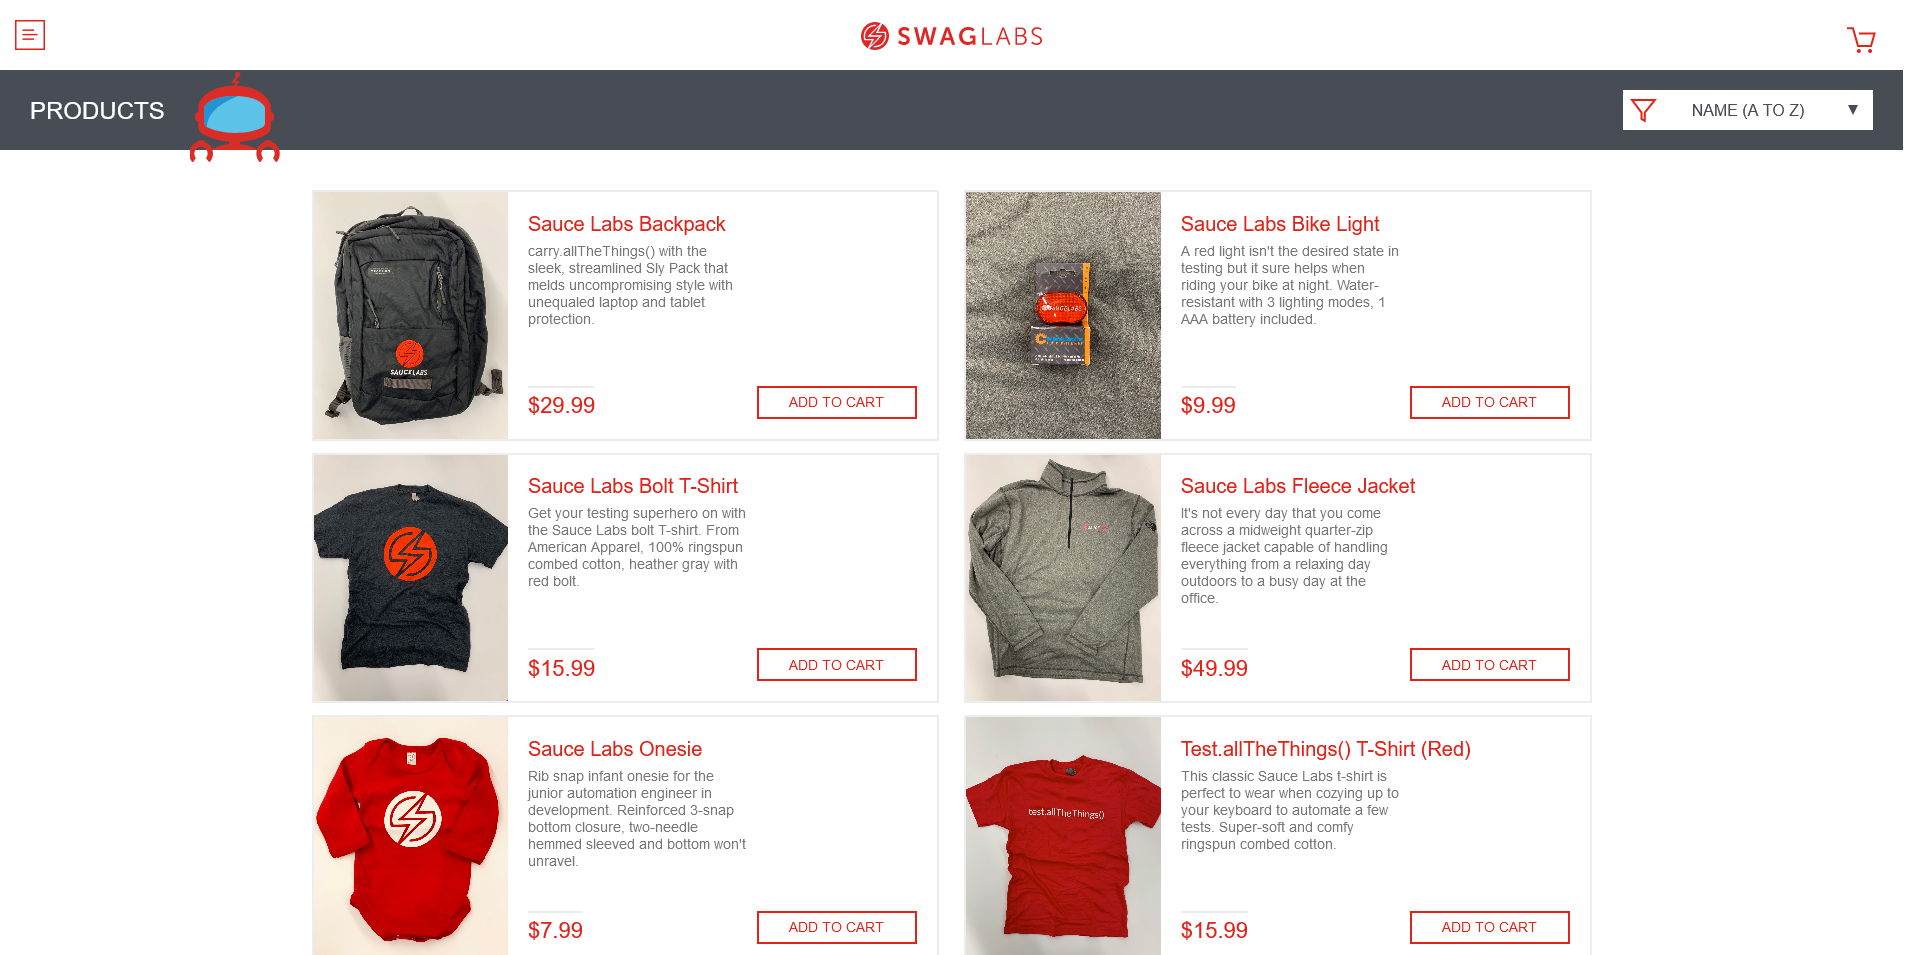 SWAGLABS
PRODUCTS
NAME (A TO Z)
Sauce Labs Backpack
carry.allTheThings() with the
sleek, streamlined Sly Pack that
melds uncompromising style with
unequaled laptop and tablet
protection.
$29.99
ADD TO CART
SAUCELABS
Sauce Labs Bike Light
A red light isn't the desired state in
testing but it sure helps when
riding your bike at night. Water-
resistant with 3 lighting modes, 1
AAA battery included.
$9.99
ADD TO CART
SAUCELABS
Sauce Labs Bolt T-Shirt
Get your testing superhero on with
the Sauce Labs bolt T-shirt. From
American Apparel, 100% ringspun
combed cotton, heather gray with
red bolt.
$15.99
ADD TO CART
Sauce Labs Fleece Jacket
It's not every day that you come
across a midweight quarter-zip
fleece jacket capable of handling
everything from a relaxing day
outdoors to a busy day at the
office.
$49.99
ADD TO CART
Sauce Labs Onesie
Rib snap infant onesie for the
junior automation engineer in
development. Reinforced 3-snap
bottom closure, two-needle
hemmed sleeved and bottom won't
unravel.
$7.99
ADD TO CART
Test.allTheThings() T-Shirt (Red)
This classic Sauce Labs t-shirt is
perfect to wear when cozying up to
your keyboard to automate a few
tests. Super-soft and comfy
ringspun combed cotton.
$15.99
ADD TO CART
test.allTheThings()